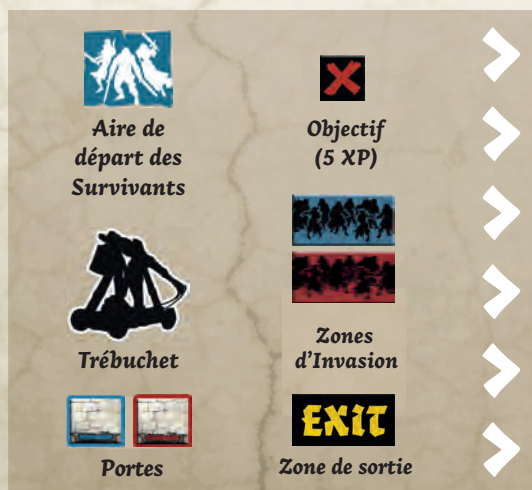 Aire de
départ des
Survivants
Objectif
(5 XP)
Trébuchet
Zones
d'Invasion
Portes
EXIT
Zone de sortie